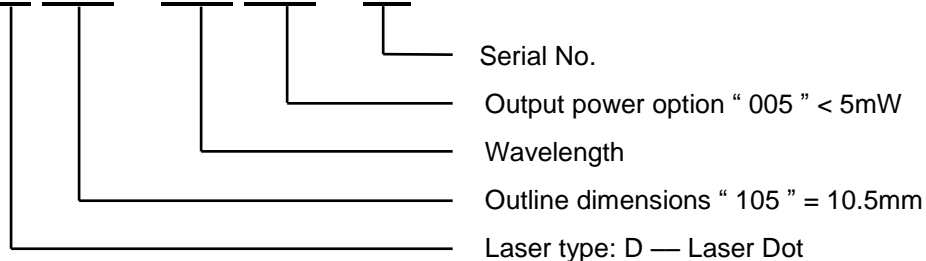 Serial No.
Output power option “ 005 ” < 5mW
Wavelength
Outline dimensions “ 105 ” = 10.5mm
Laser type: D — Laser Dot